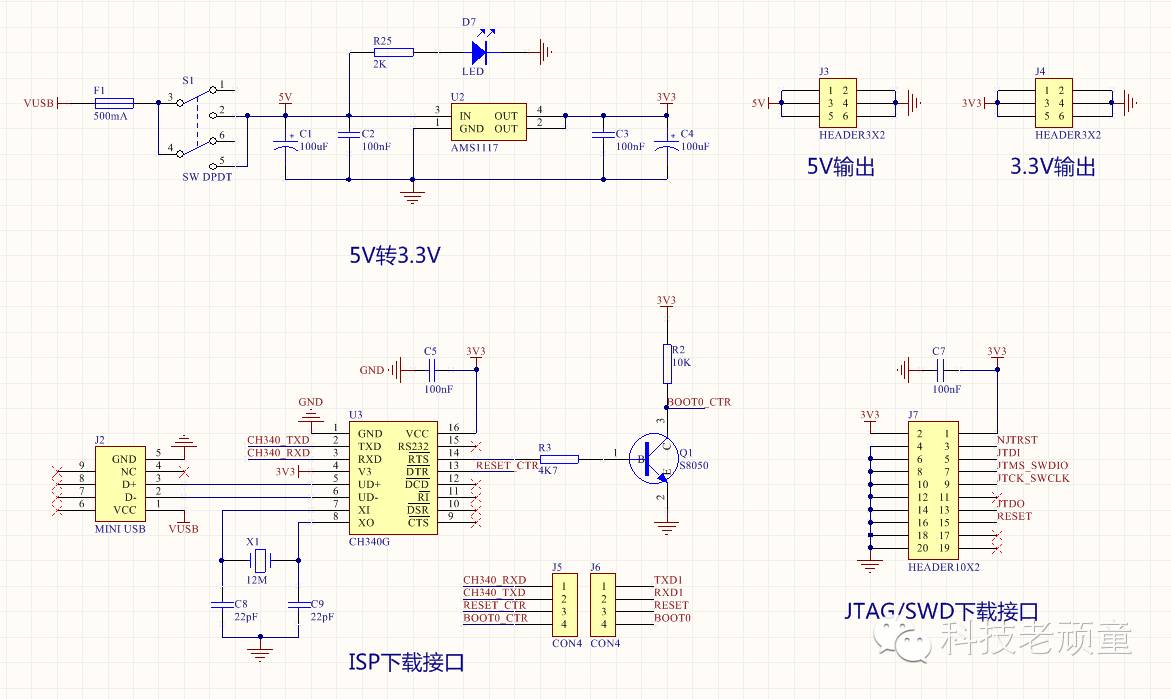 D7
LED
R25
2K
VUSB
F1
500mA
S1
3
1
2
6
4
5
SW DPDT
5V
C1
100uF
C2
100nF
U2
3 IN OUT 4
1 GND OUT 2
AMS1117
C3
100nF
3V3
C4
100uF
5V转3.3V
J3
5V
1 2
3 4
5 6
HEADER3X2
5V输出
J4
3V3
1 2
3 4
5 6
HEADER3X2
3.3V输出
J2
9 GND 5
8 NC 4
7 D+ 3
6 D- 2
VCC 1
MINI USB
VUSB
GND
C5
100nF
3V3
GND
U3
1 GND VCC 16
CH340_TXD 2 TXD RS232 15
CH340_RXD 3 RXD RTS 14
3V3 4 V3 DTR 13 RESET_CTR
5 UD+ DCD 12
6 UD- RI 11
7 XI DSR 10
8 XO CTS 9
CH340G
X1
12M
C8
22pF
C9
22pF
R3
4K7
3V3
R2
10K
BOOT0_CTR
3
C
1
B
E
2
Q1
S8050
J5
CH340_RXD 1
CH340_TXD 2
RESET_CTR 3
BOOT0_CTR 4
CON4
J6
1 TXD1
2 RXD1
3 RESET
4 BOOT0
CON4
ISP下载接口
C7
100nF
3V3
3V3
J7
2 1
4 3 NJTRST
6 5 JTDI
8 7 JTMS_SWDIO
10 9 JTCK_SWCLK
12 11
14 13 JTDO
16 15 RESET
18 17
20 19
HEADER10X2
JTAG/SWD下载接口
科技老顽童